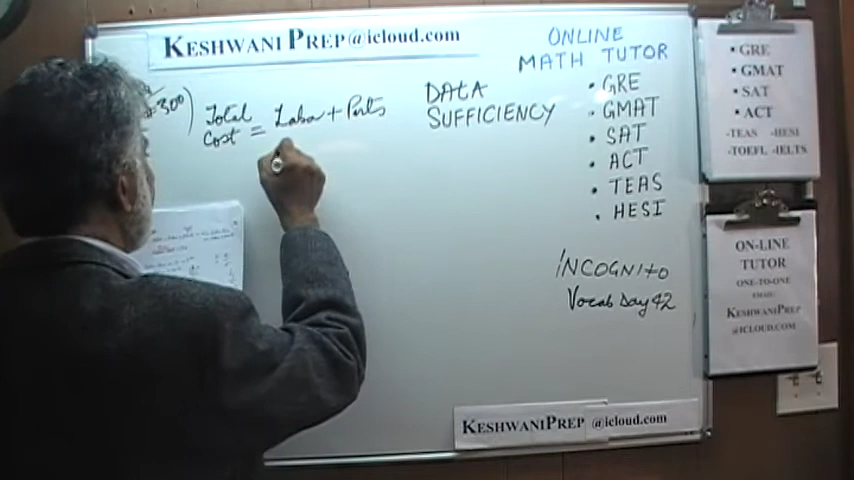 KESHWANIPREP@icloud.com
300)
Total
Cost = Labor + Parts
DATA
SUFFICIENCY
ONLINE
MATH TUTOR
• GRE
• GMAT
• SAT
• ACT
• TEAS
• HESI
INCOGNITO
Vocab Day 42
• GRE
• GMAT
• SAT
• ACT
-TEAS -HESI
-TOEFL -IELTS
ON-LINE
TUTOR
ONE-TO-ONE
EMAIL:
KESHWANIPREP
@ICLOUD.COM
KESHWANIPREP @icloud.com